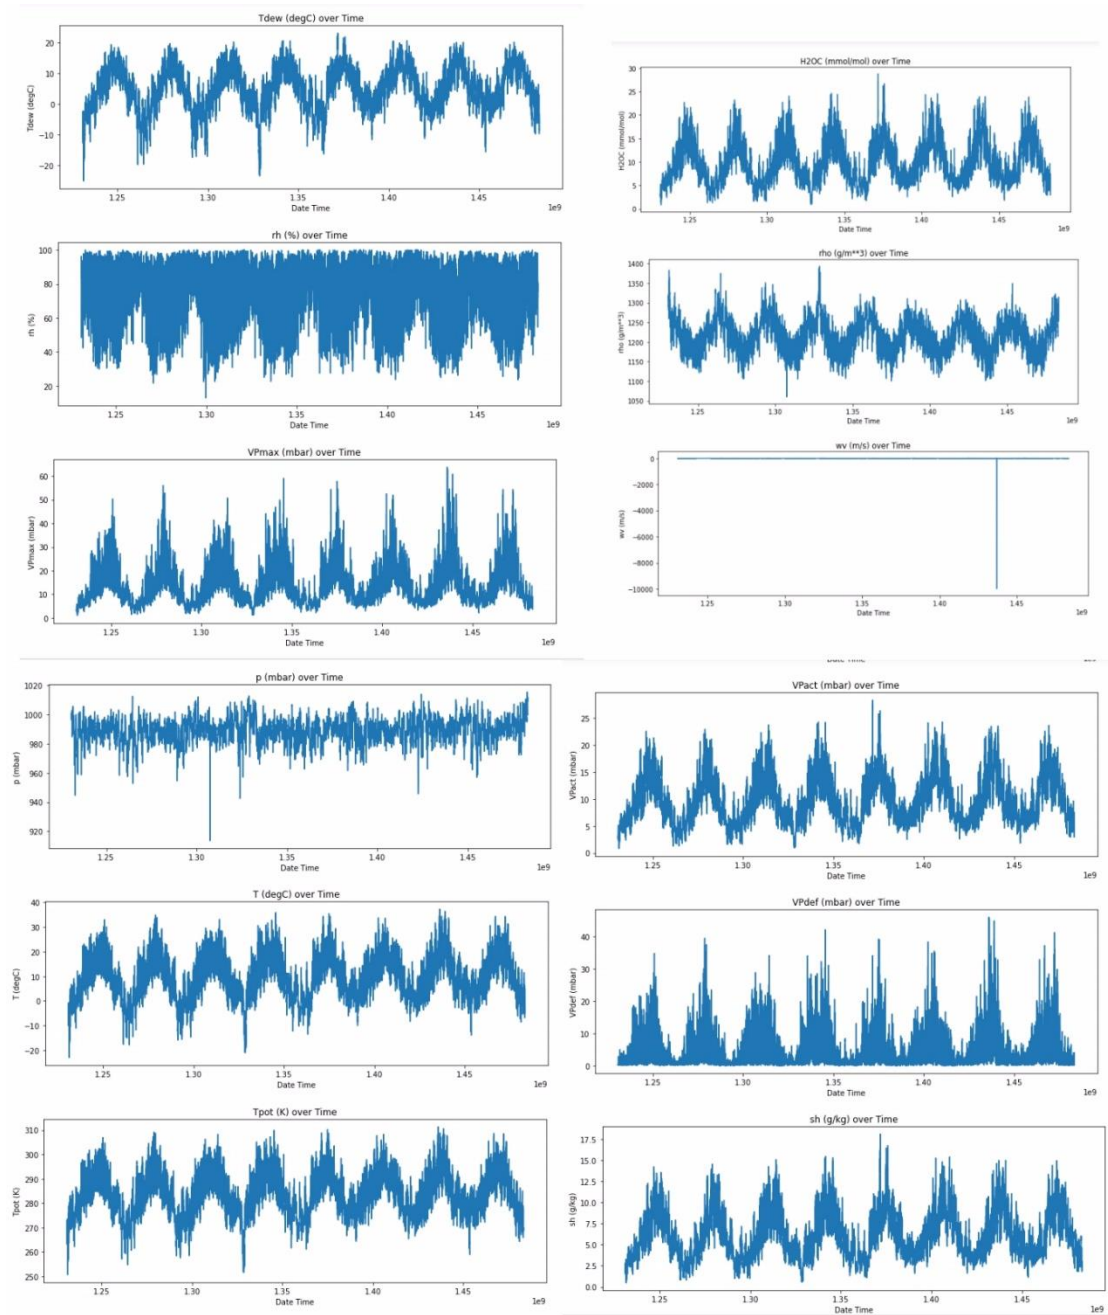 Tdew (degC) over Time
Tdew (degC)
20
10
0
−10
−20
1.25 1.30 1.35 1.40 1.45
1e9
Date Time
rh (%) over Time
rh (%)
100
80
60
40
20
1.25 1.30 1.35 1.40 1.45
1e9
Date Time
VPmax (mbar) over Time
VPmax (mbar)
60
50
40
30
20
10
0
1.25 1.30 1.35 1.40 1.45
1e9
Date Time
H2OC (mmol/mol) over Time
H2OC (mmol/mol)
30
25
20
15
10
5
0
1.25 1.30 1.35 1.40 1.45
1e9
Date Time
rho (g/m**3) over Time
rho (g/m**3)
1400
1350
1300
1250
1200
1150
1100
1050
1.25 1.30 1.35 1.40 1.45
1e9
Date Time
wv (m/s) over Time
wv (m/s)
0
−2000
−4000
−6000
−8000
−10000
1.25 1.30 1.35 1.40 1.45
1e9
Date Time
p (mbar) over Time
p (mbar)
1020
1000
980
960
940
920
1.25 1.30 1.35 1.40 1.45
1e9
Date Time
T (degC) over Time
T (degC)
40
30
20
10
0
−10
−20
1.25 1.30 1.35 1.40 1.45
1e9
Date Time
Tpot (K) over Time
Tpot (K)
310
300
290
280
270
260
250
1.25 1.30 1.35 1.40 1.45
1e9
Date Time
Date Time
VPact (mbar) over Time
VPact (mbar)
25
20
15
10
5
0
1.25 1.30 1.35 1.40 1.45
1e9
Date Time
VPdef (mbar) over Time
VPdef (mbar)
40
30
20
10
0
1.25 1.30 1.35 1.40 1.45
1e9
Date Time
sh (g/kg) over Time
sh (g/kg)
17.5
15.0
12.5
10.0
7.5
5.0
2.5
0.0
1.25 1.30 1.35 1.40 1.45
1e9
Date Time